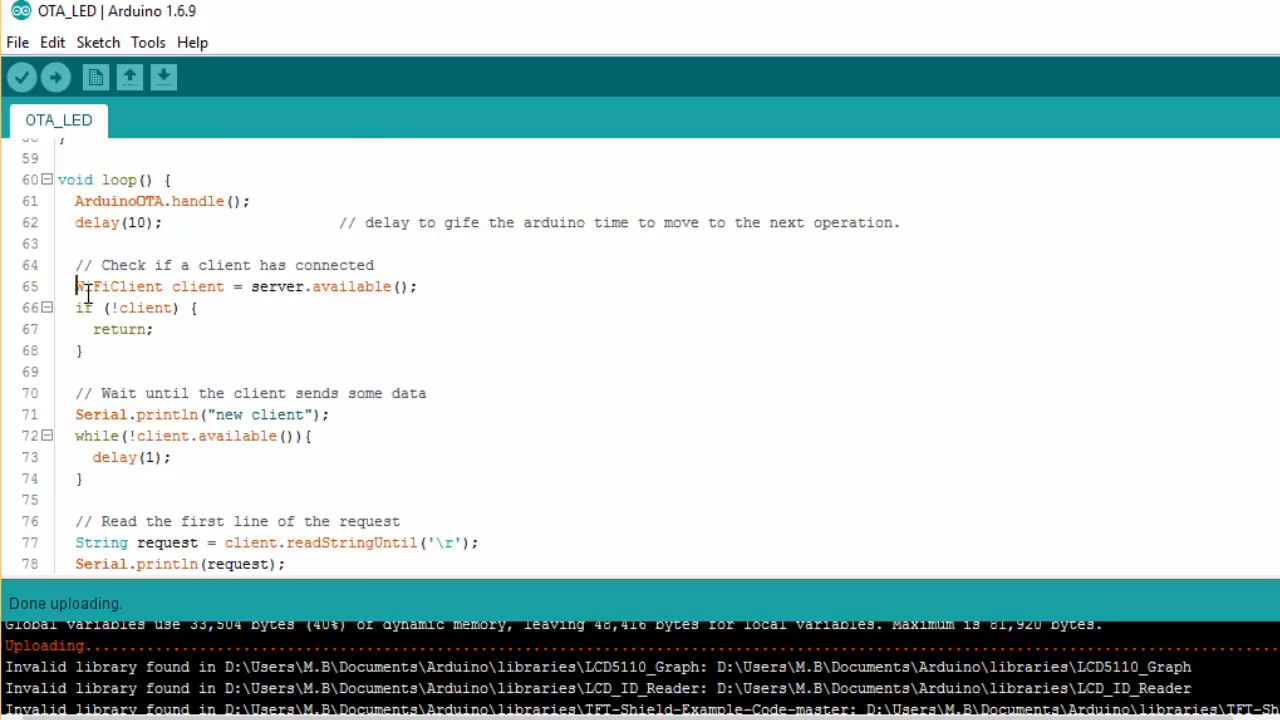 OTA_LED | Arduino 1.6.9
File Edit Sketch Tools Help
OTA_LED
58 }
59
60 void loop() {
61 ArduinoOTA.handle();
62 delay(10); // delay to gife the arduino time to move to the next operation.
63
64 // Check if a client has connected
65 WiFiClient client = server.available();
66 if (!client) {
67 return;
68 }
69
70 // Wait until the client sends some data
71 Serial.println("new client");
72 while(!client.available()){
73 delay(1);
74 }
75
76 // Read the first line of the request
77 String request = client.readStringUntil('\r');
78 Serial.println(request);
Done uploading.
Global variables use 33,504 bytes (40%) of dynamic memory, leaving 48,416 bytes for local variables. Maximum is 81,920 bytes.
Uploading................................................................................
Invalid library found in D:\Users\M.B\Documents\Arduino\libraries\LCD5110_Graph: D:\Users\M.B\Documents\Arduino\libraries\LCD5110_Graph
Invalid library found in D:\Users\M.B\Documents\Arduino\libraries\LCD_ID_Reader: D:\Users\M.B\Documents\Arduino\libraries\LCD_ID_Reader
Invalid library found in D:\Users\M.B\Documents\Arduino\libraries\TFT-Shield-Example-Code-master: D:\Users\M.B\Documents\Arduino\libraries\TFT-Sh